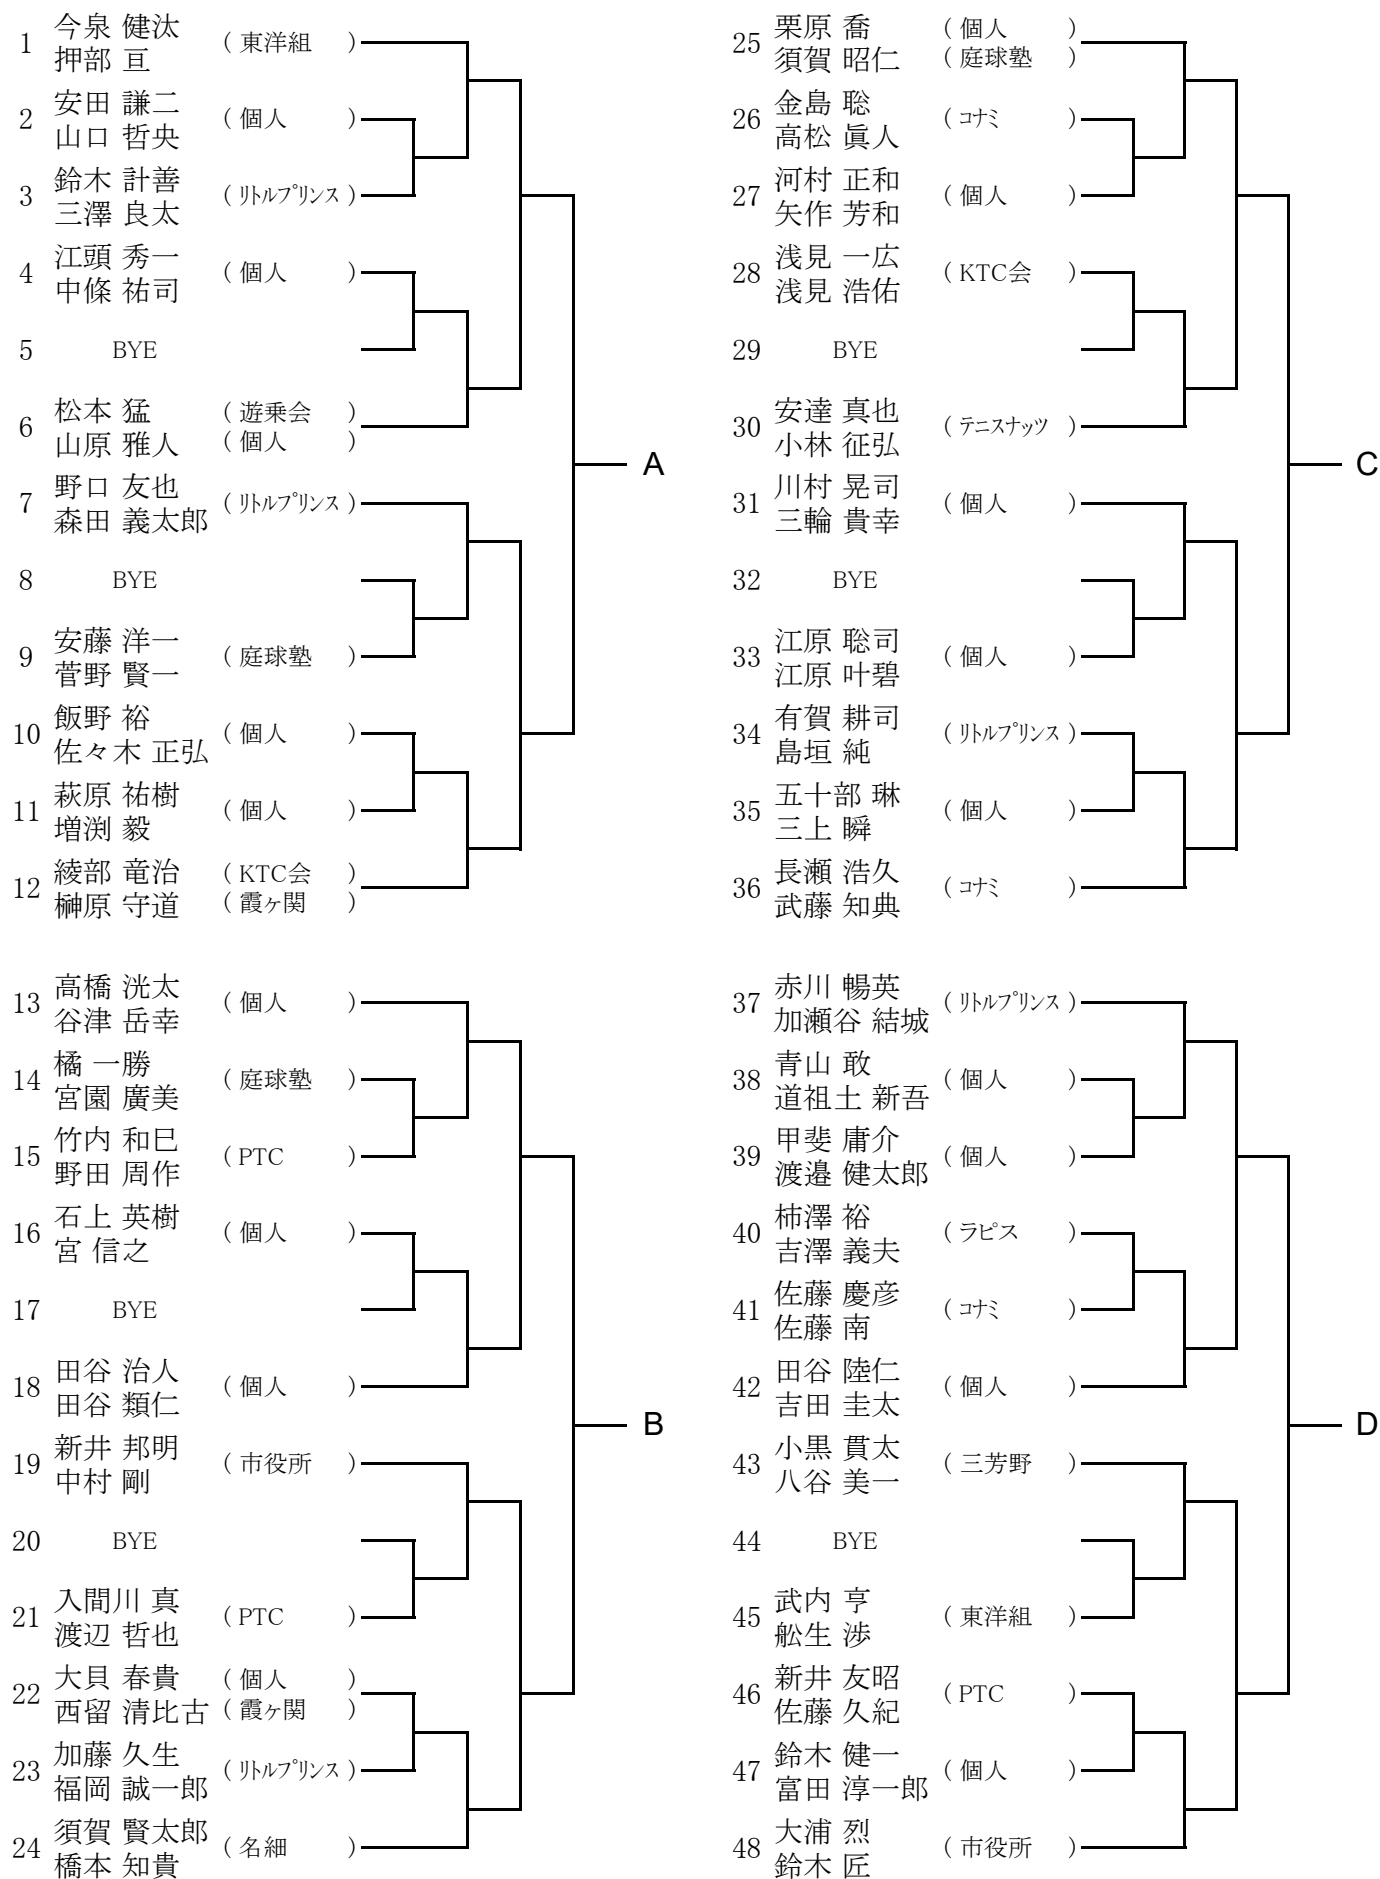 1 今泉 健汰 ( 東洋組 )
押部 亘
2 安田 謙二 ( 個人 )
山口 哲央
3 鈴木 計善 ( リトルプリンス )
三澤 良太
4 江頭 秀一 ( 個人 )
中條 祐司
5 BYE
6 松本 猛 ( 遊乗会 )
山原 雅人 ( 個人 )
7 野口 友也 ( リトルプリンス )
森田 義太郎
8 BYE
9 安藤 洋一 ( 庭球塾 )
菅野 賢一
10 飯野 裕 ( 個人 )
佐々木 正弘
11 萩原 祐樹 ( 個人 )
増渕 毅
12 綾部 竜治 ( KTC会 )
榊原 守道 ( 霞ヶ関 )
A
13 高橋 洸太 ( 個人 )
谷津 岳幸
14 橘 一勝 ( 庭球塾 )
宮園 廣美
15 竹内 和巳 ( PTC )
野田 周作
16 石上 英樹 ( 個人 )
宮 信之
17 BYE
18 田谷 治人 ( 個人 )
田谷 類仁
19 新井 邦明 ( 市役所 )
中村 剛
20 BYE
21 入間川 真 ( PTC )
渡辺 哲也
22 大貝 春貴 ( 個人 )
西留 清比古 ( 霞ヶ関 )
23 加藤 久生 ( リトルプリンス )
福岡 誠一郎
24 須賀 賢太郎 ( 名細 )
橋本 知貴
B
25 栗原 喬 ( 個人 )
須賀 昭仁 ( 庭球塾 )
26 金島 聡 ( コナミ )
高松 眞人
27 河村 正和 ( 個人 )
矢作 芳和
28 浅見 一広 ( KTC会 )
浅見 浩佑
29 BYE
30 安達 真也 ( テニスナッツ )
小林 征弘
31 川村 晃司 ( 個人 )
三輪 貴幸
32 BYE
33 江原 聡司 ( 個人 )
江原 叶碧
34 有賀 耕司 ( リトルプリンス )
島垣 純
35 五十部 琳 ( 個人 )
三上 瞬
36 長瀬 浩久 ( コナミ )
武藤 知典
C
37 赤川 暢英 ( リトルプリンス )
加瀬谷 結城
38 青山 敢 ( 個人 )
道祖土 新吾
39 甲斐 庸介 ( 個人 )
渡邉 健太郎
40 柿澤 裕 ( ラピス )
吉澤 義夫
41 佐藤 慶彦 ( コナミ )
佐藤 南
42 田谷 陸仁 ( 個人 )
吉田 圭太
43 小黒 貫太 ( 三芳野 )
八谷 美一
44 BYE
45 武内 亨 ( 東洋組 )
舩生 渉
46 新井 友昭 ( PTC )
佐藤 久紀
47 鈴木 健一 ( 個人 )
富田 淳一郎
48 大浦 烈 ( 市役所 )
鈴木 匠
D